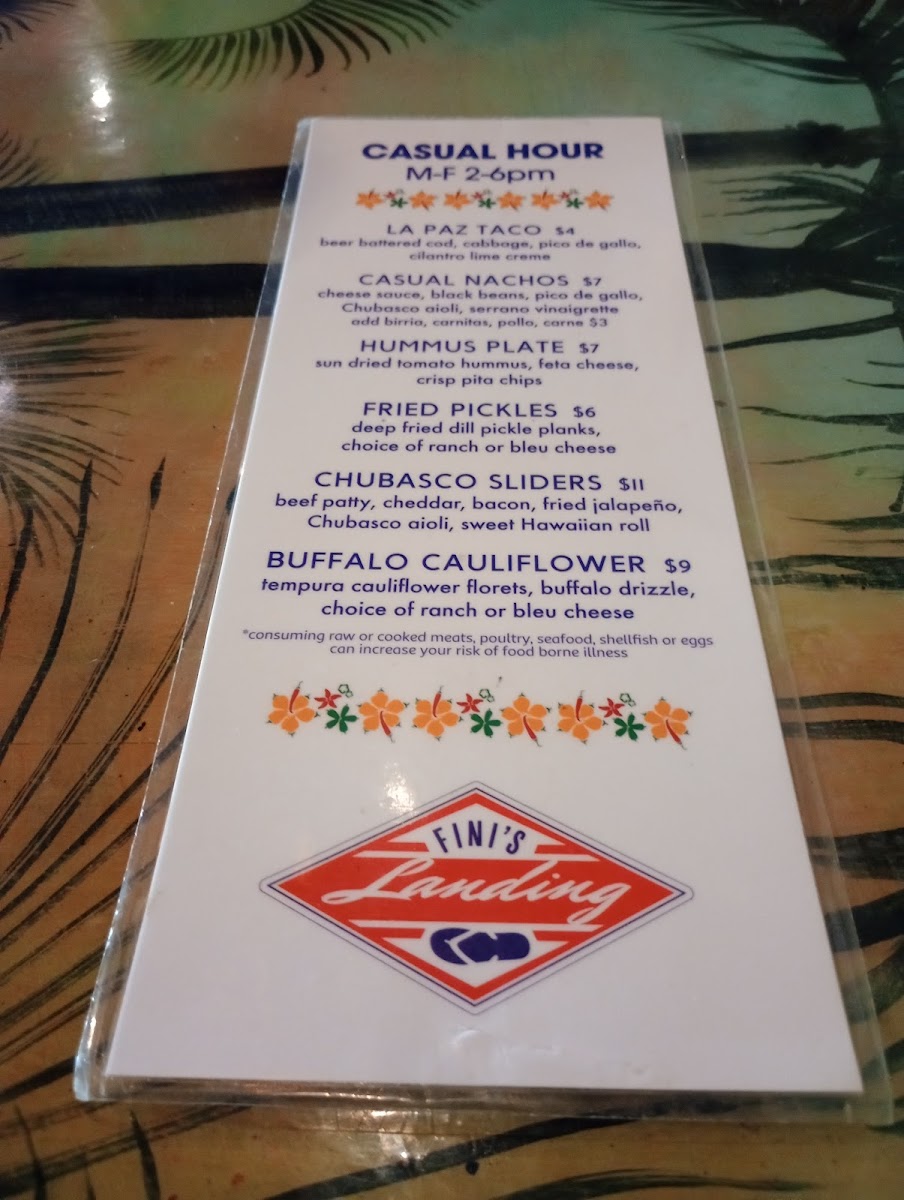 CASUAL HOUR
M-F 2-6pm
LA PAZ TACO $4
beer battered cod, cabbage, pico de gallo,
cilantro lime creme
CASUAL NACHOS $7
cheese sauce, black beans, pico de gallo,
Chubasco aioli, serrano vinaigrette
add birria, carnitas, pollo, carne $3
HUMMUS PLATE $7
sun dried tomato hummus, feta cheese,
crisp pita chips
FRIED PICKLES $6
deep fried dill pickle planks,
choice of ranch or bleu cheese
CHUBASCO SLIDERS $11
beef patty, cheddar, bacon, fried jalapeño,
Chubasco aioli, sweet Hawaiian roll
BUFFALO CAULIFLOWER $9
tempura cauliflower florets, buffalo drizzle,
choice of ranch or bleu cheese
*consuming raw or cooked meats, poultry, seafood, shellfish or eggs
can increase your risk of food borne illness
FINI'S
Landing